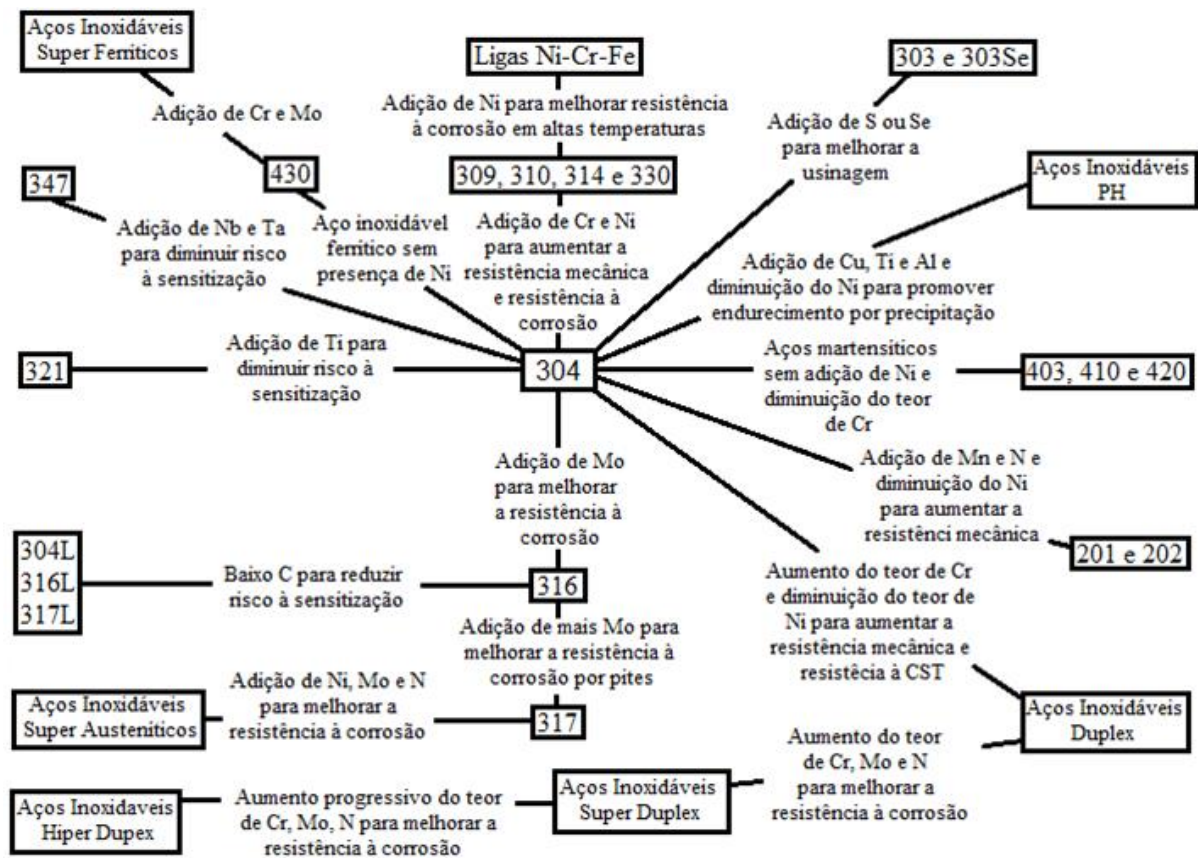 Aços Inoxidáveis
Super Ferríticos
Ligas Ni-Cr-Fe
303 e 303Se
Adição de Cr e Mo
Adição de Ni para melhorar resistência
à corrosão em altas temperaturas
Adição de S ou Se
para melhorar a
usinagem
347
430
309, 310, 314 e 330
Aços Inoxidáveis
PH
Adição de Nb e Ta
para diminuir risco
à sensitização
Aço inoxidável
ferrítico sem
presença de Ni
Adição de Cr e Ni
para aumentar a
resistência mecânica
e resistência à
corrosão
Adição de Cu, Ti e Al e
diminuição do Ni para promover
endurecimento por precipitação
321
Adição de Ti para
diminuir risco à
sensitização
304
Aços martensíticos
sem adição de Ni e
diminuição do teor
de Cr
403, 410 e 420
Adição de Mo
para melhorar
a resistência à
corrosão
Adição de Mn e N e
diminuição do Ni
para aumentar a
resistênci mecânica
201 e 202
304L
316L
317L
Baixo C para reduzir
risco à sensitização
316
Aumento do teor de Cr
e diminuição do teor de
Ni para aumentar a
resistência mecânica e
resistêcia à CST
Adição de mais Mo para
melhorar a resistência à
corrosão por pites
Aços Inoxidáveis
Super Austeníticos
Adição de Ni, Mo e N
para melhorar a
resistência à corrosão
317
Aços Inoxidáveis
Duplex
Aumento do teor
de Cr, Mo e N
para melhorar a
resistência à corrosão
Aços Inoxidaveis
Hiper Dupex
Aumento progressivo do teor
de Cr, Mo, N para melhorar a
resistência à corrosão
Aços Inoxidáveis
Super Duplex